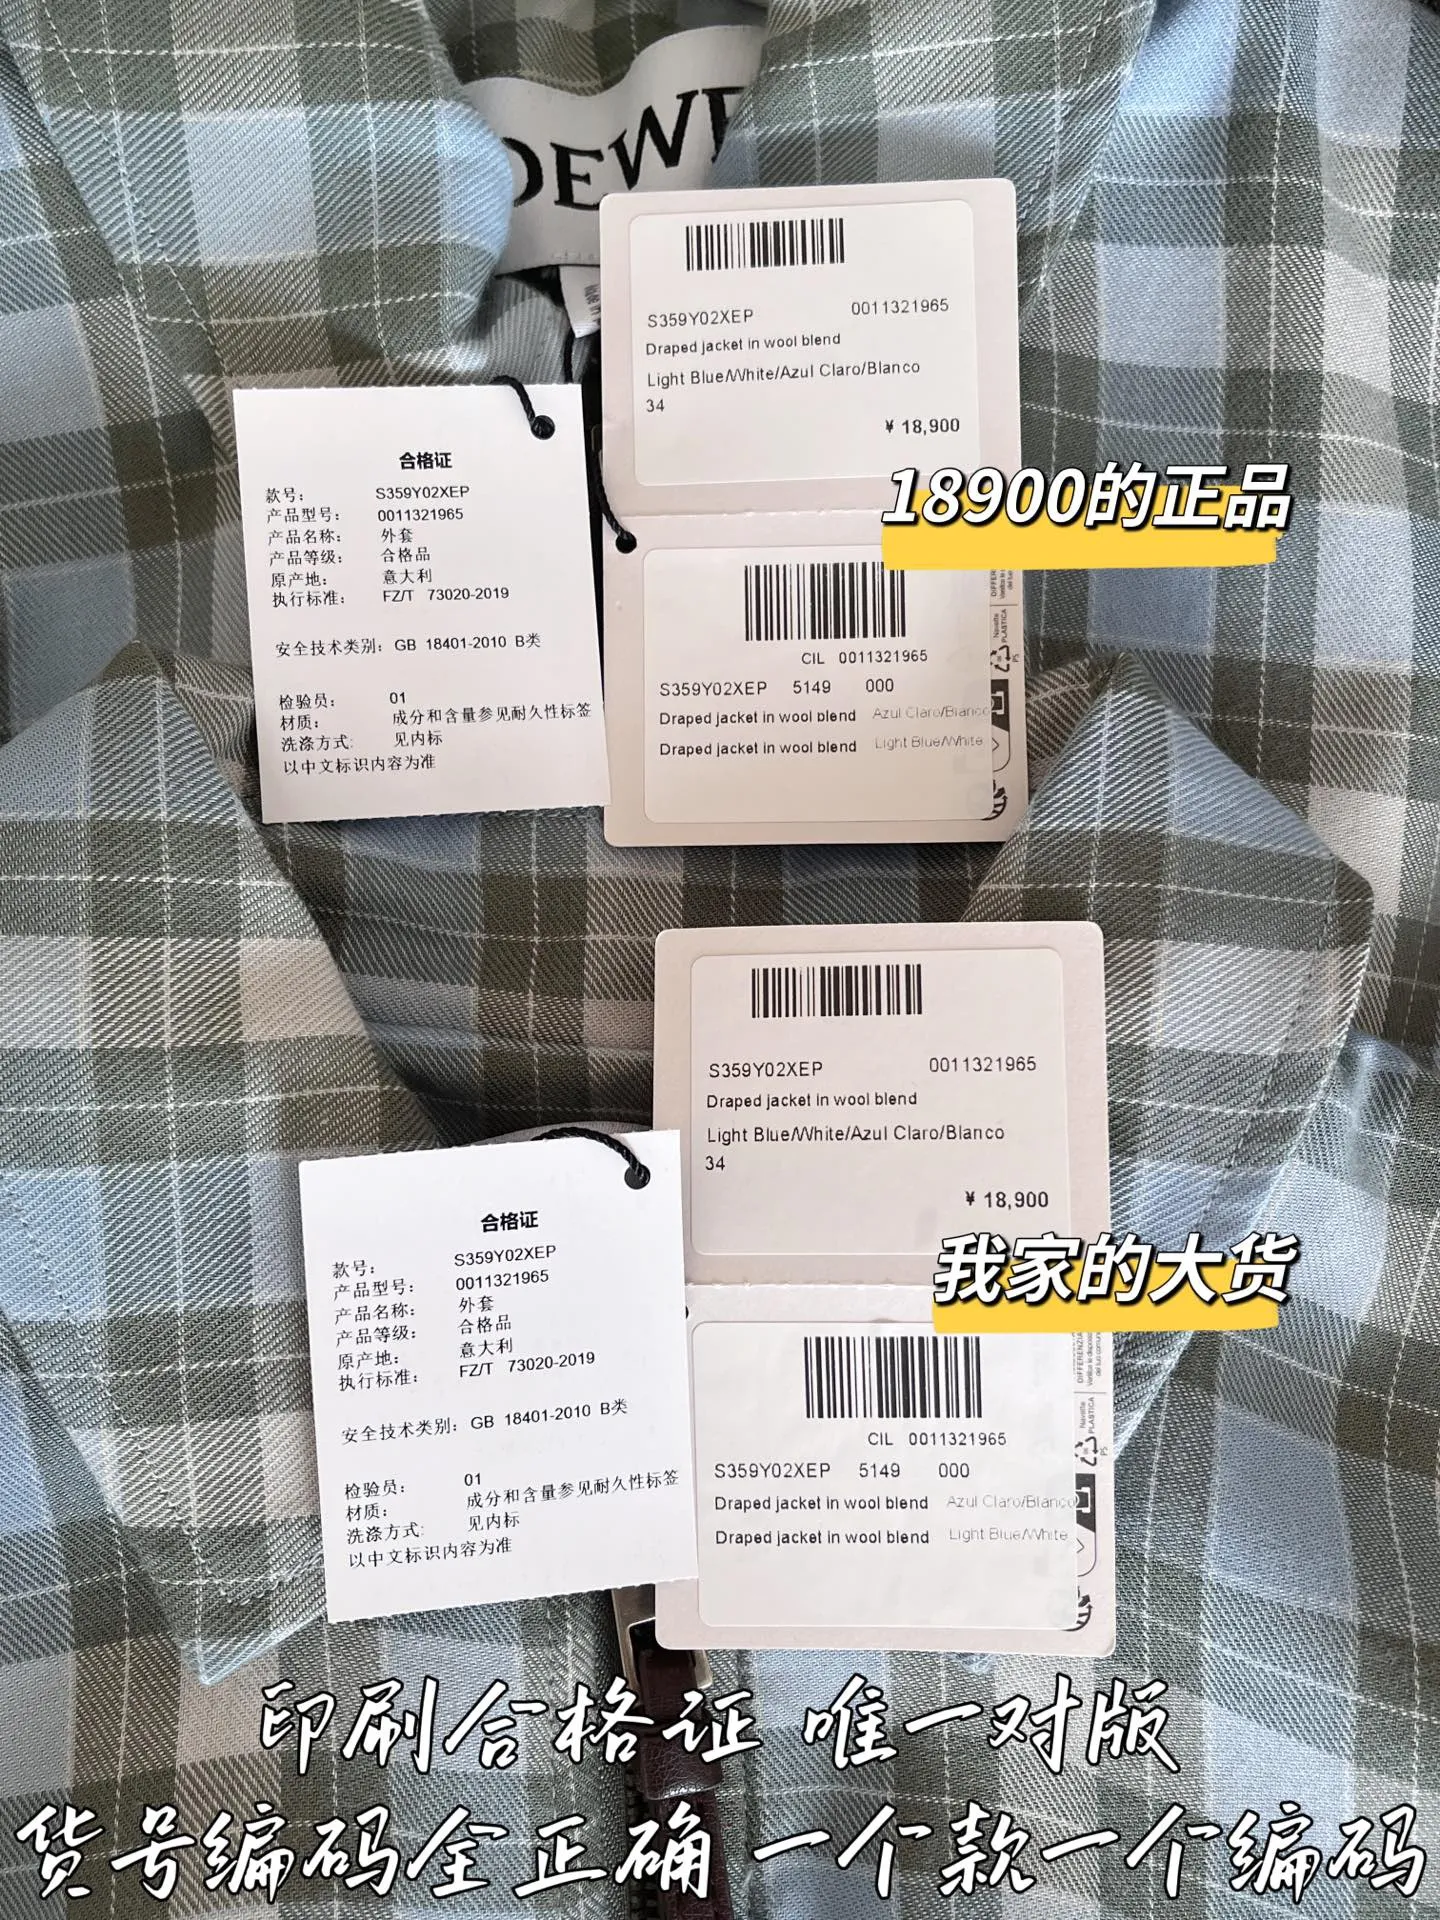 OEWE
S359Y02XEP 0011321965
Draped jacket in wool blend
Light Blue/White/Azul Claro/Blanco
34
¥ 18,900
18900的正品
合格证
款号： S359Y02XEP
产品型号： 0011321965
产品名称： 外套
产品等级： 合格品
原产地： 意大利
执行标准： FZ/T 73020-2019
安全技术类别：GB 18401-2010 B类
检验员： 01
材质： 成分和含量参见耐久性标签
洗涤方式： 见内标
以中文标识内容为准
CIL 0011321965
S359Y02XEP 5149 000
Draped jacket in wool blend Azul Claro/Blanco
Draped jacket in wool blend Light Blue/White
PLASTICA
PS
S359Y02XEP 0011321965
Draped jacket in wool blend
Light Blue/White/Azul Claro/Blanco
34
¥ 18,900
我家的大货
合格证
款号： S359Y02XEP
产品型号： 0011321965
产品名称： 外套
产品等级： 合格品
原产地： 意大利
执行标准： FZ/T 73020-2019
安全技术类别：GB 18401-2010 B类
检验员： 01
材质： 成分和含量参见耐久性标签
洗涤方式： 见内标
以中文标识内容为准
CIL 0011321965
S359Y02XEP 5149 000
Draped jacket in wool blend Azul Claro/Blanco
Draped jacket in wool blend Light Blue/White
PLASTICA
PS
印刷合格证 唯一对版
货号编码全正确 一个款一个编码